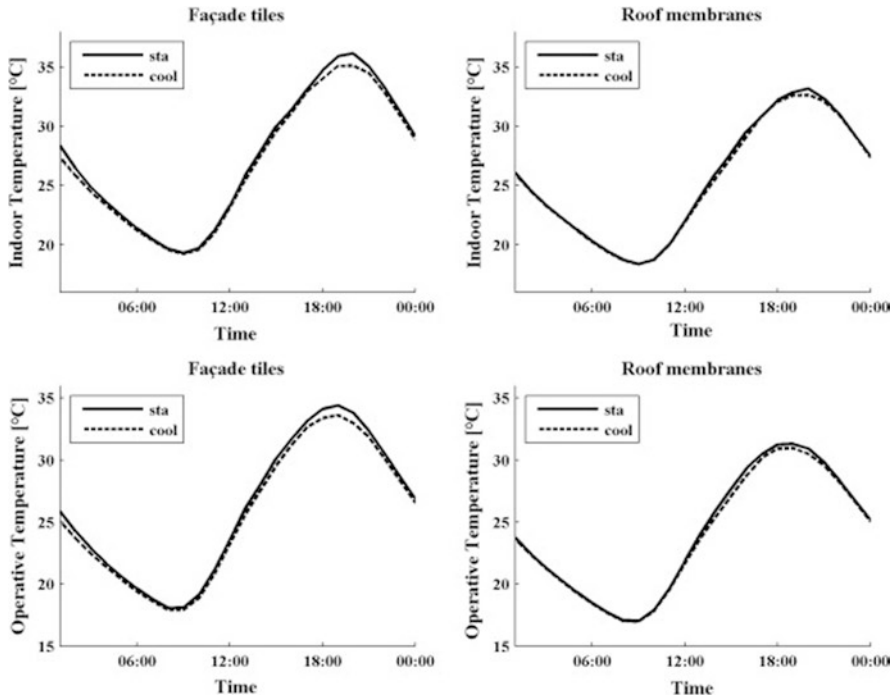 Façade tiles
sta
cool
Indoor Temperature [°C]
35
30
25
20
06:00 12:00 18:00 00:00
Time
Roof membranes
sta
cool
Indoor Temperature [°C]
35
30
25
20
06:00 12:00 18:00 00:00
Time
Façade tiles
sta
cool
Operative Temperature [°C]
35
30
25
20
15
06:00 12:00 18:00 00:00
Time
Roof membranes
sta
cool
Operative Temperature [°C]
35
30
25
20
15
06:00 12:00 18:00 00:00
Time